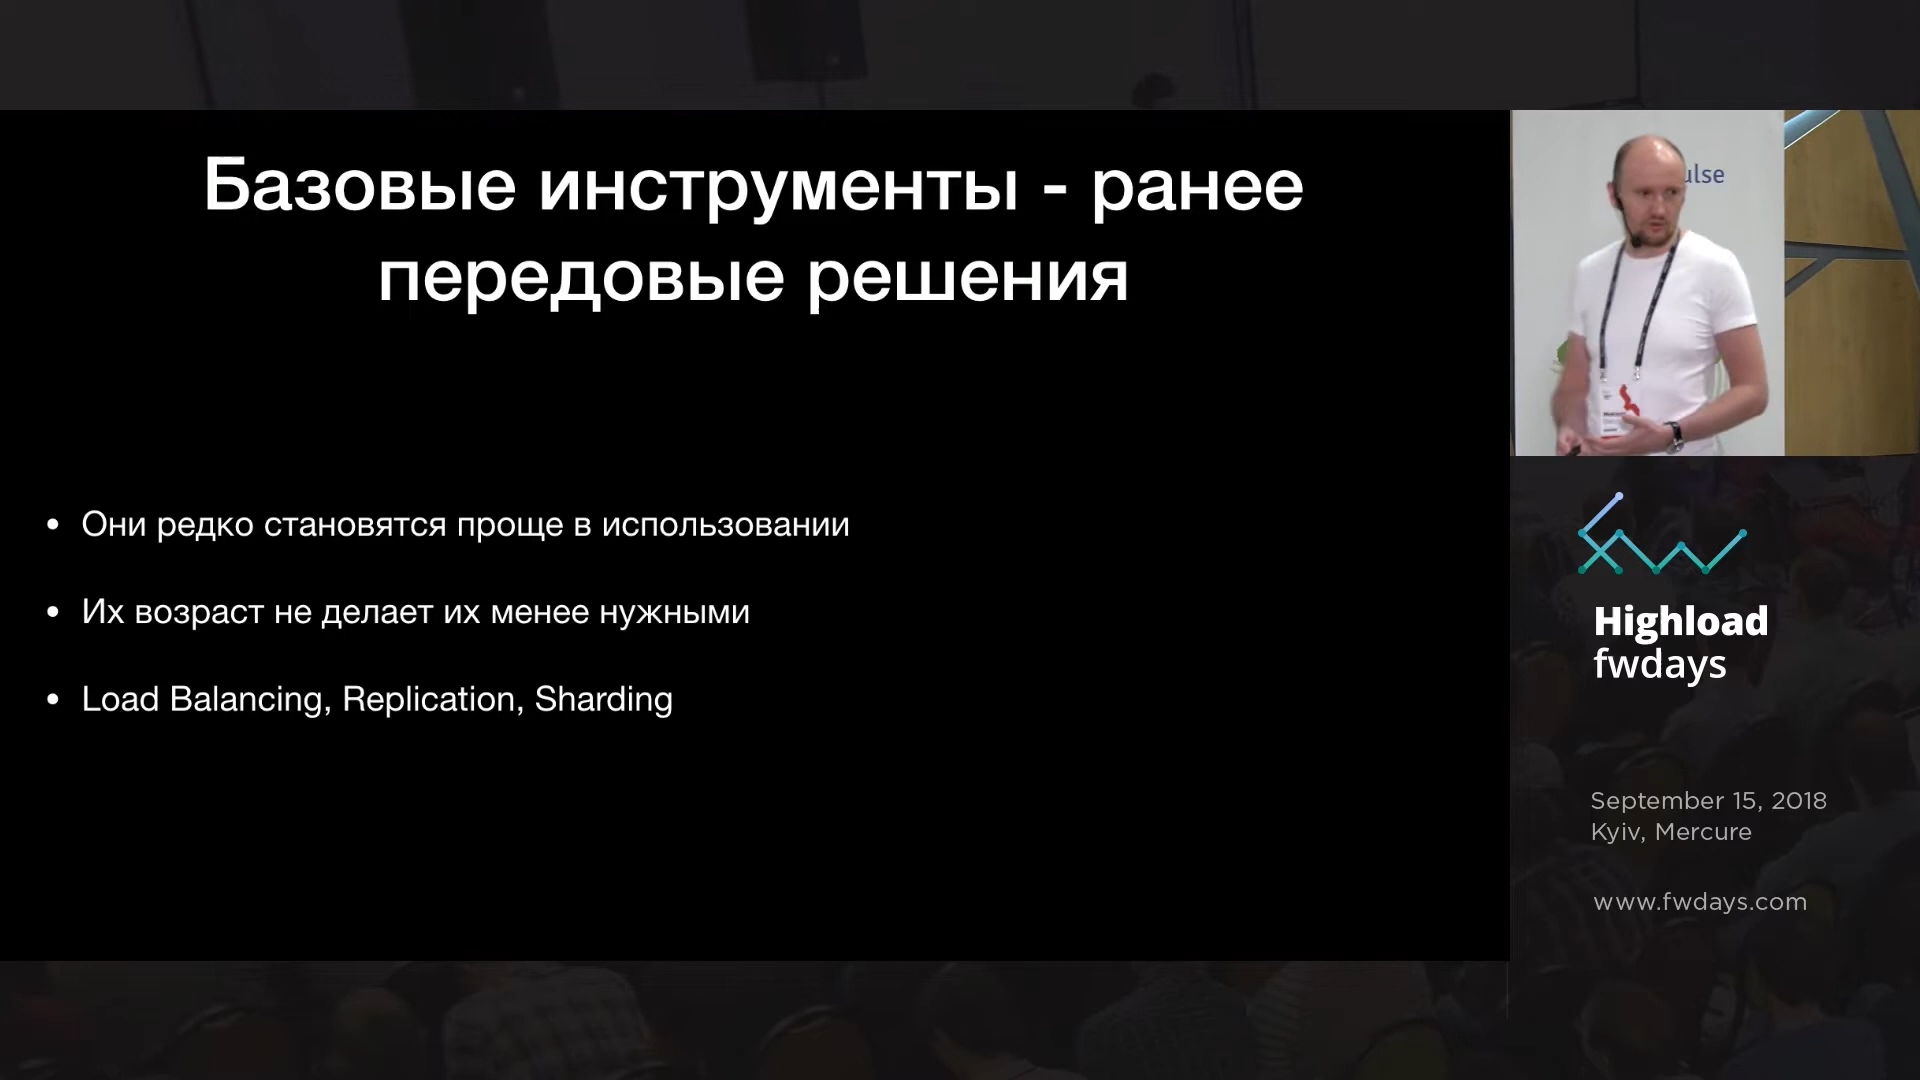 Базовые инструменты - ранее
передовые решения
• Они редко становятся проще в использовании
• Их возраст не делает их менее нужными
• Load Balancing, Replication, Sharding
ulse
Highload
fwdays
September 15, 2018
Kyiv, Mercure
www.fwdays.com